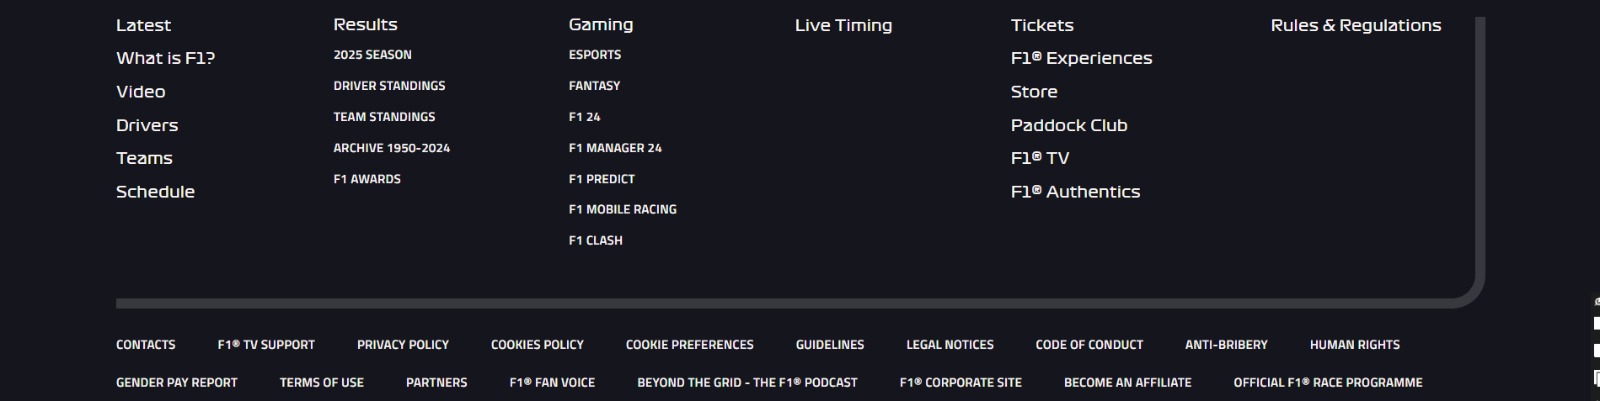 Latest
What is F1?
Video
Drivers
Teams
Schedule
Results
2025 SEASON
DRIVER STANDINGS
TEAM STANDINGS
ARCHIVE 1950-2024
F1 AWARDS
Gaming
ESPORTS
FANTASY
F1 24
F1 MANAGER 24
F1 PREDICT
F1 MOBILE RACING
F1 CLASH
Live Timing
Tickets
F1® Experiences
Store
Paddock Club
F1® TV
F1® Authentics
Rules & Regulations
CONTACTS F1® TV SUPPORT PRIVACY POLICY COOKIES POLICY COOKIE PREFERENCES GUIDELINES LEGAL NOTICES CODE OF CONDUCT ANTI-BRIBERY HUMAN RIGHTS
GENDER PAY REPORT TERMS OF USE PARTNERS F1® FAN VOICE BEYOND THE GRID - THE F1® PODCAST F1® CORPORATE SITE BECOME AN AFFILIATE OFFICIAL F1® RACE PROGRAMME